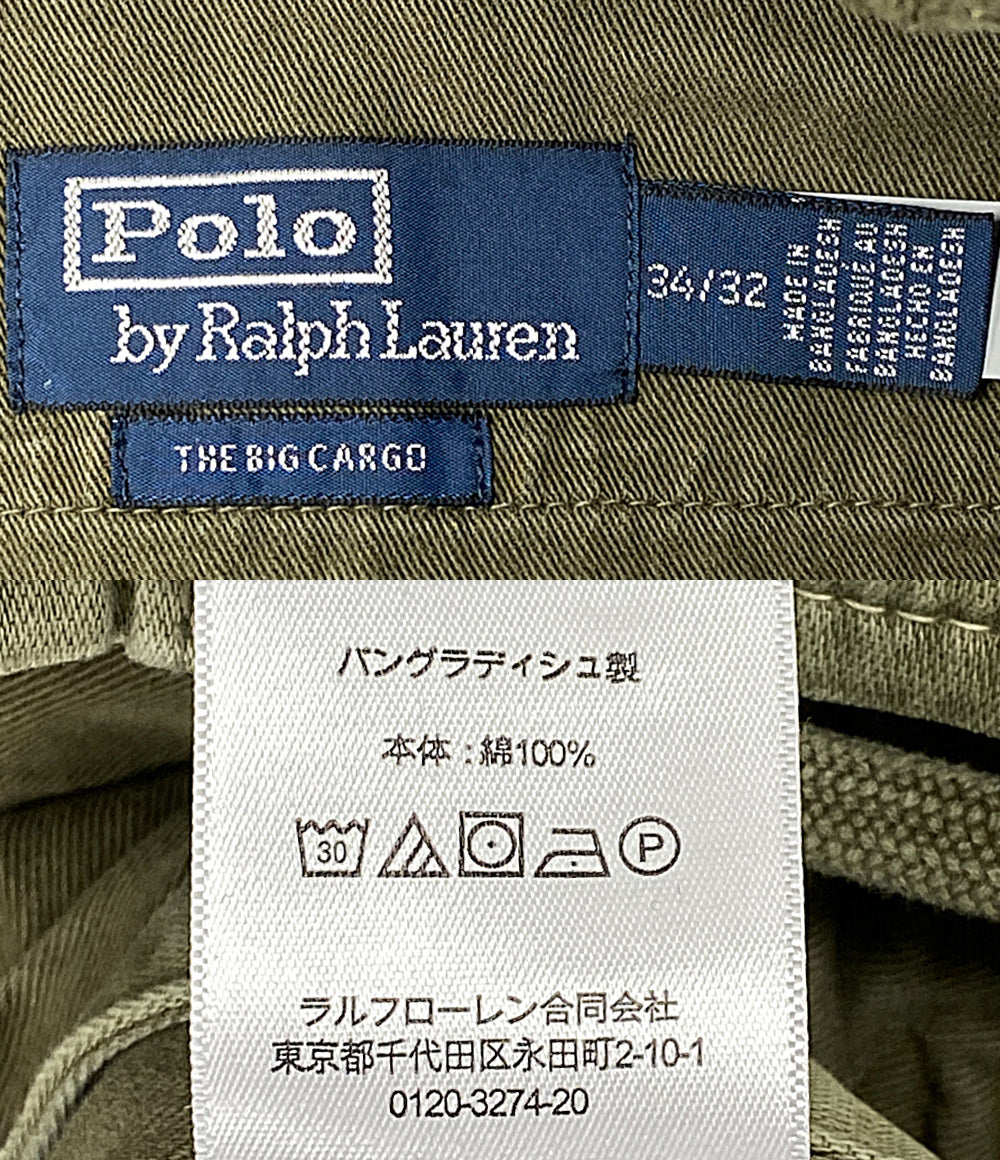 Polo
by Ralph Lauren
34/32
MADE IN
BANGLADESH
FABRIQUÉ AU
BANGLADESH
HECHO EN
BANGLADESH
THE BIG CARGO
バングラディシュ製
本体:綿100%
30
P
ラルフローレン合同会社
東京都千代田区永田町2-10-1
0120-3274-20